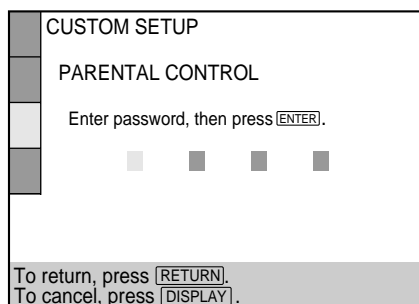 CUSTOM SETUP
PARENTAL CONTROL
Enter password, then press ENTER.
To return, press RETURN.
To cancel, press DISPLAY.